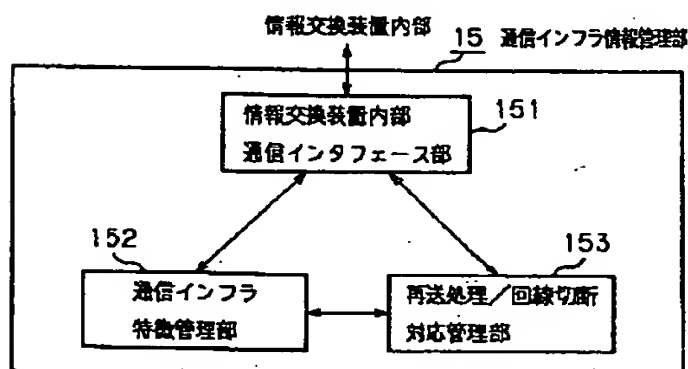 情報交換装置内部
15 通信インフラ情報管理部
情報交換装置内部
通信インタフェース部
151
152
153
通信インフラ
特徴管理部
再送処理/回線切断
対応管理部